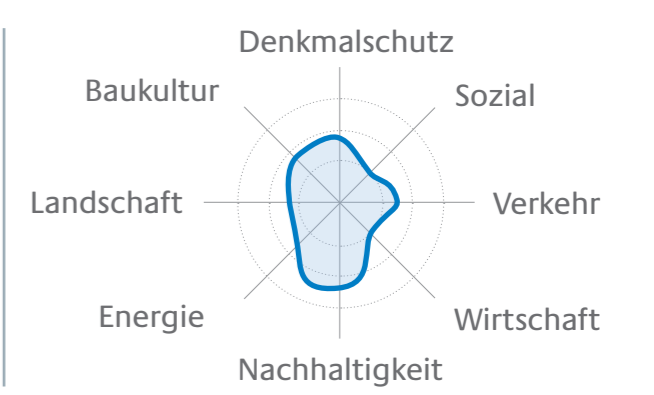 Denkmalschutz
Baukultur
Sozial
Landschaft
Verkehr
Energie
Wirtschaft
Nachhaltigkeit